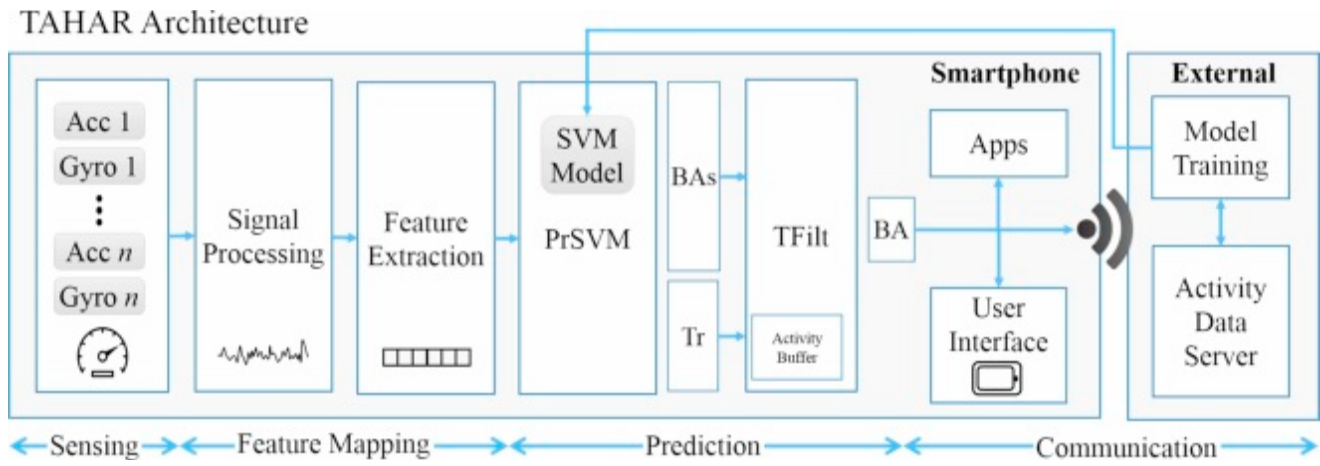 TAHAR Architecture
Smartphone
External
Acc 1
Gyro 1
Acc n
Gyro n
Signal
Processing
Feature
Extraction
SVM
Model
PrSVM
BAs
Tr
TFilt
Activity
Buffer
BA
Apps
User
Interface
Model
Training
Activity
Data
Server
Sensing
Feature Mapping
Prediction
Communication